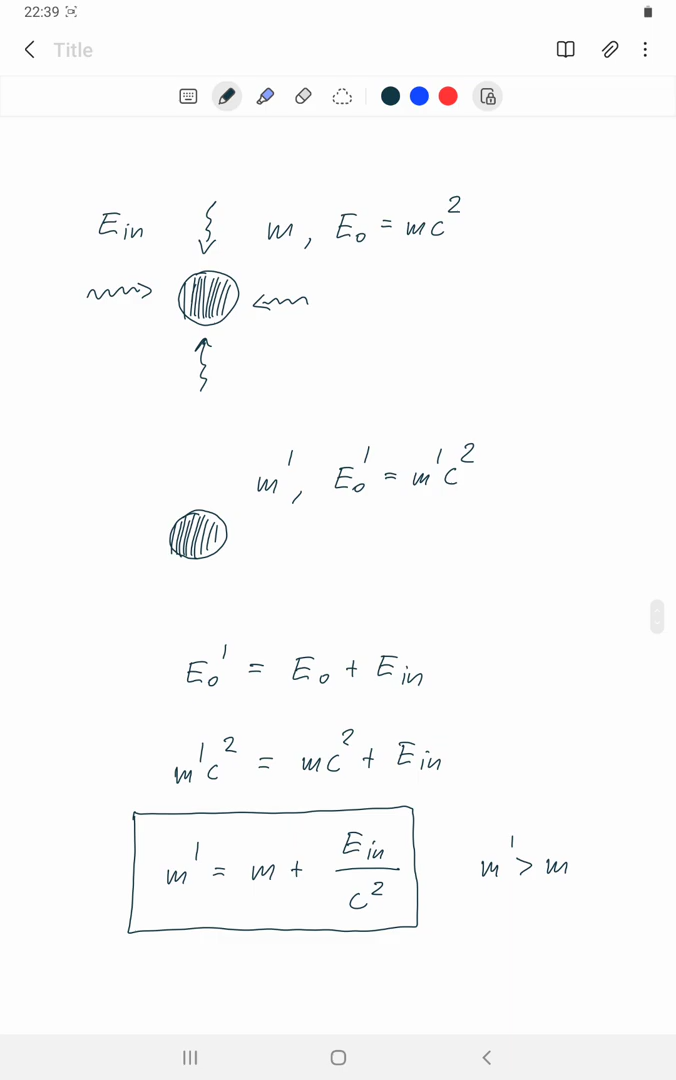 22:39
Title
E_in m, E_0 = mc^2
m', E_0' = m'c^2
E_0' = E_0 + E_in
m'c^2 = mc^2 + E_in
m' = m + E_in/c^2 m' > m